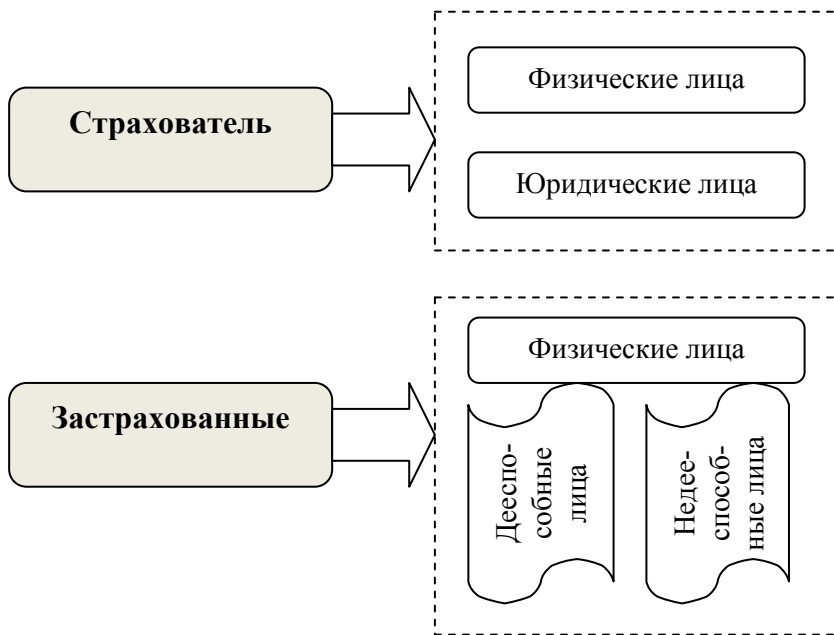 Страхователь
Физические лица
Юридические лица
Застрахованные
Физические лица
Дееспо-
собные
лица
Недее-
способ-
ные лица